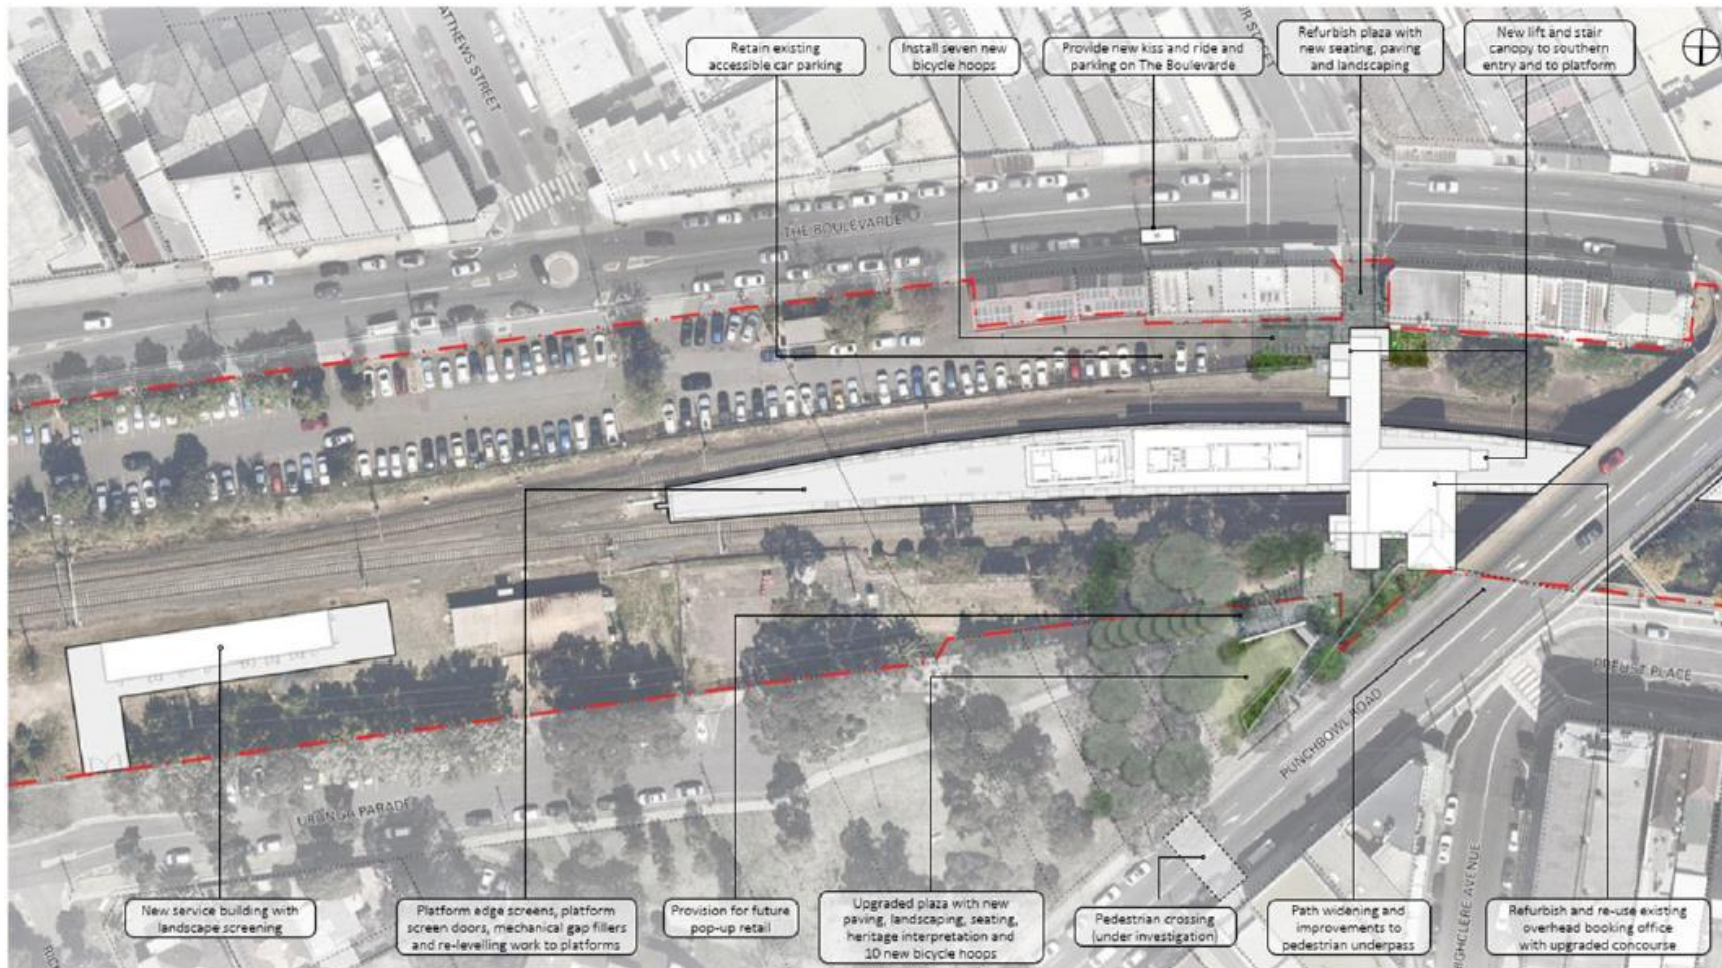 Retain existing
accessible car parking
Install seven new
bicycle hoops
Provide new kiss and ride and
parking on The Boulevarde
Refurbish plaza with
new seating, paving
and landscaping
New lift and stair
canopy to southern
entry and to platform
THE BOULEVARDE
PUNCHBOWL ROAD
URUNGA PARADE
BREUST PLACE
HIGHCLERE AVENUE
New service building with
landscape screening
Platform edge screens, platform
screen doors, mechanical gap fillers
and re-levelling work to platforms
Provision for future
pop-up retail
Upgraded plaza with new
paving, landscaping, seating,
heritage interpretation and
10 new bicycle hoops
Pedestrian crossing
(under investigation)
Path widening and
improvements to
pedestrian underpass
Refurbish and re-use existing
overhead booking office
with upgraded concourse